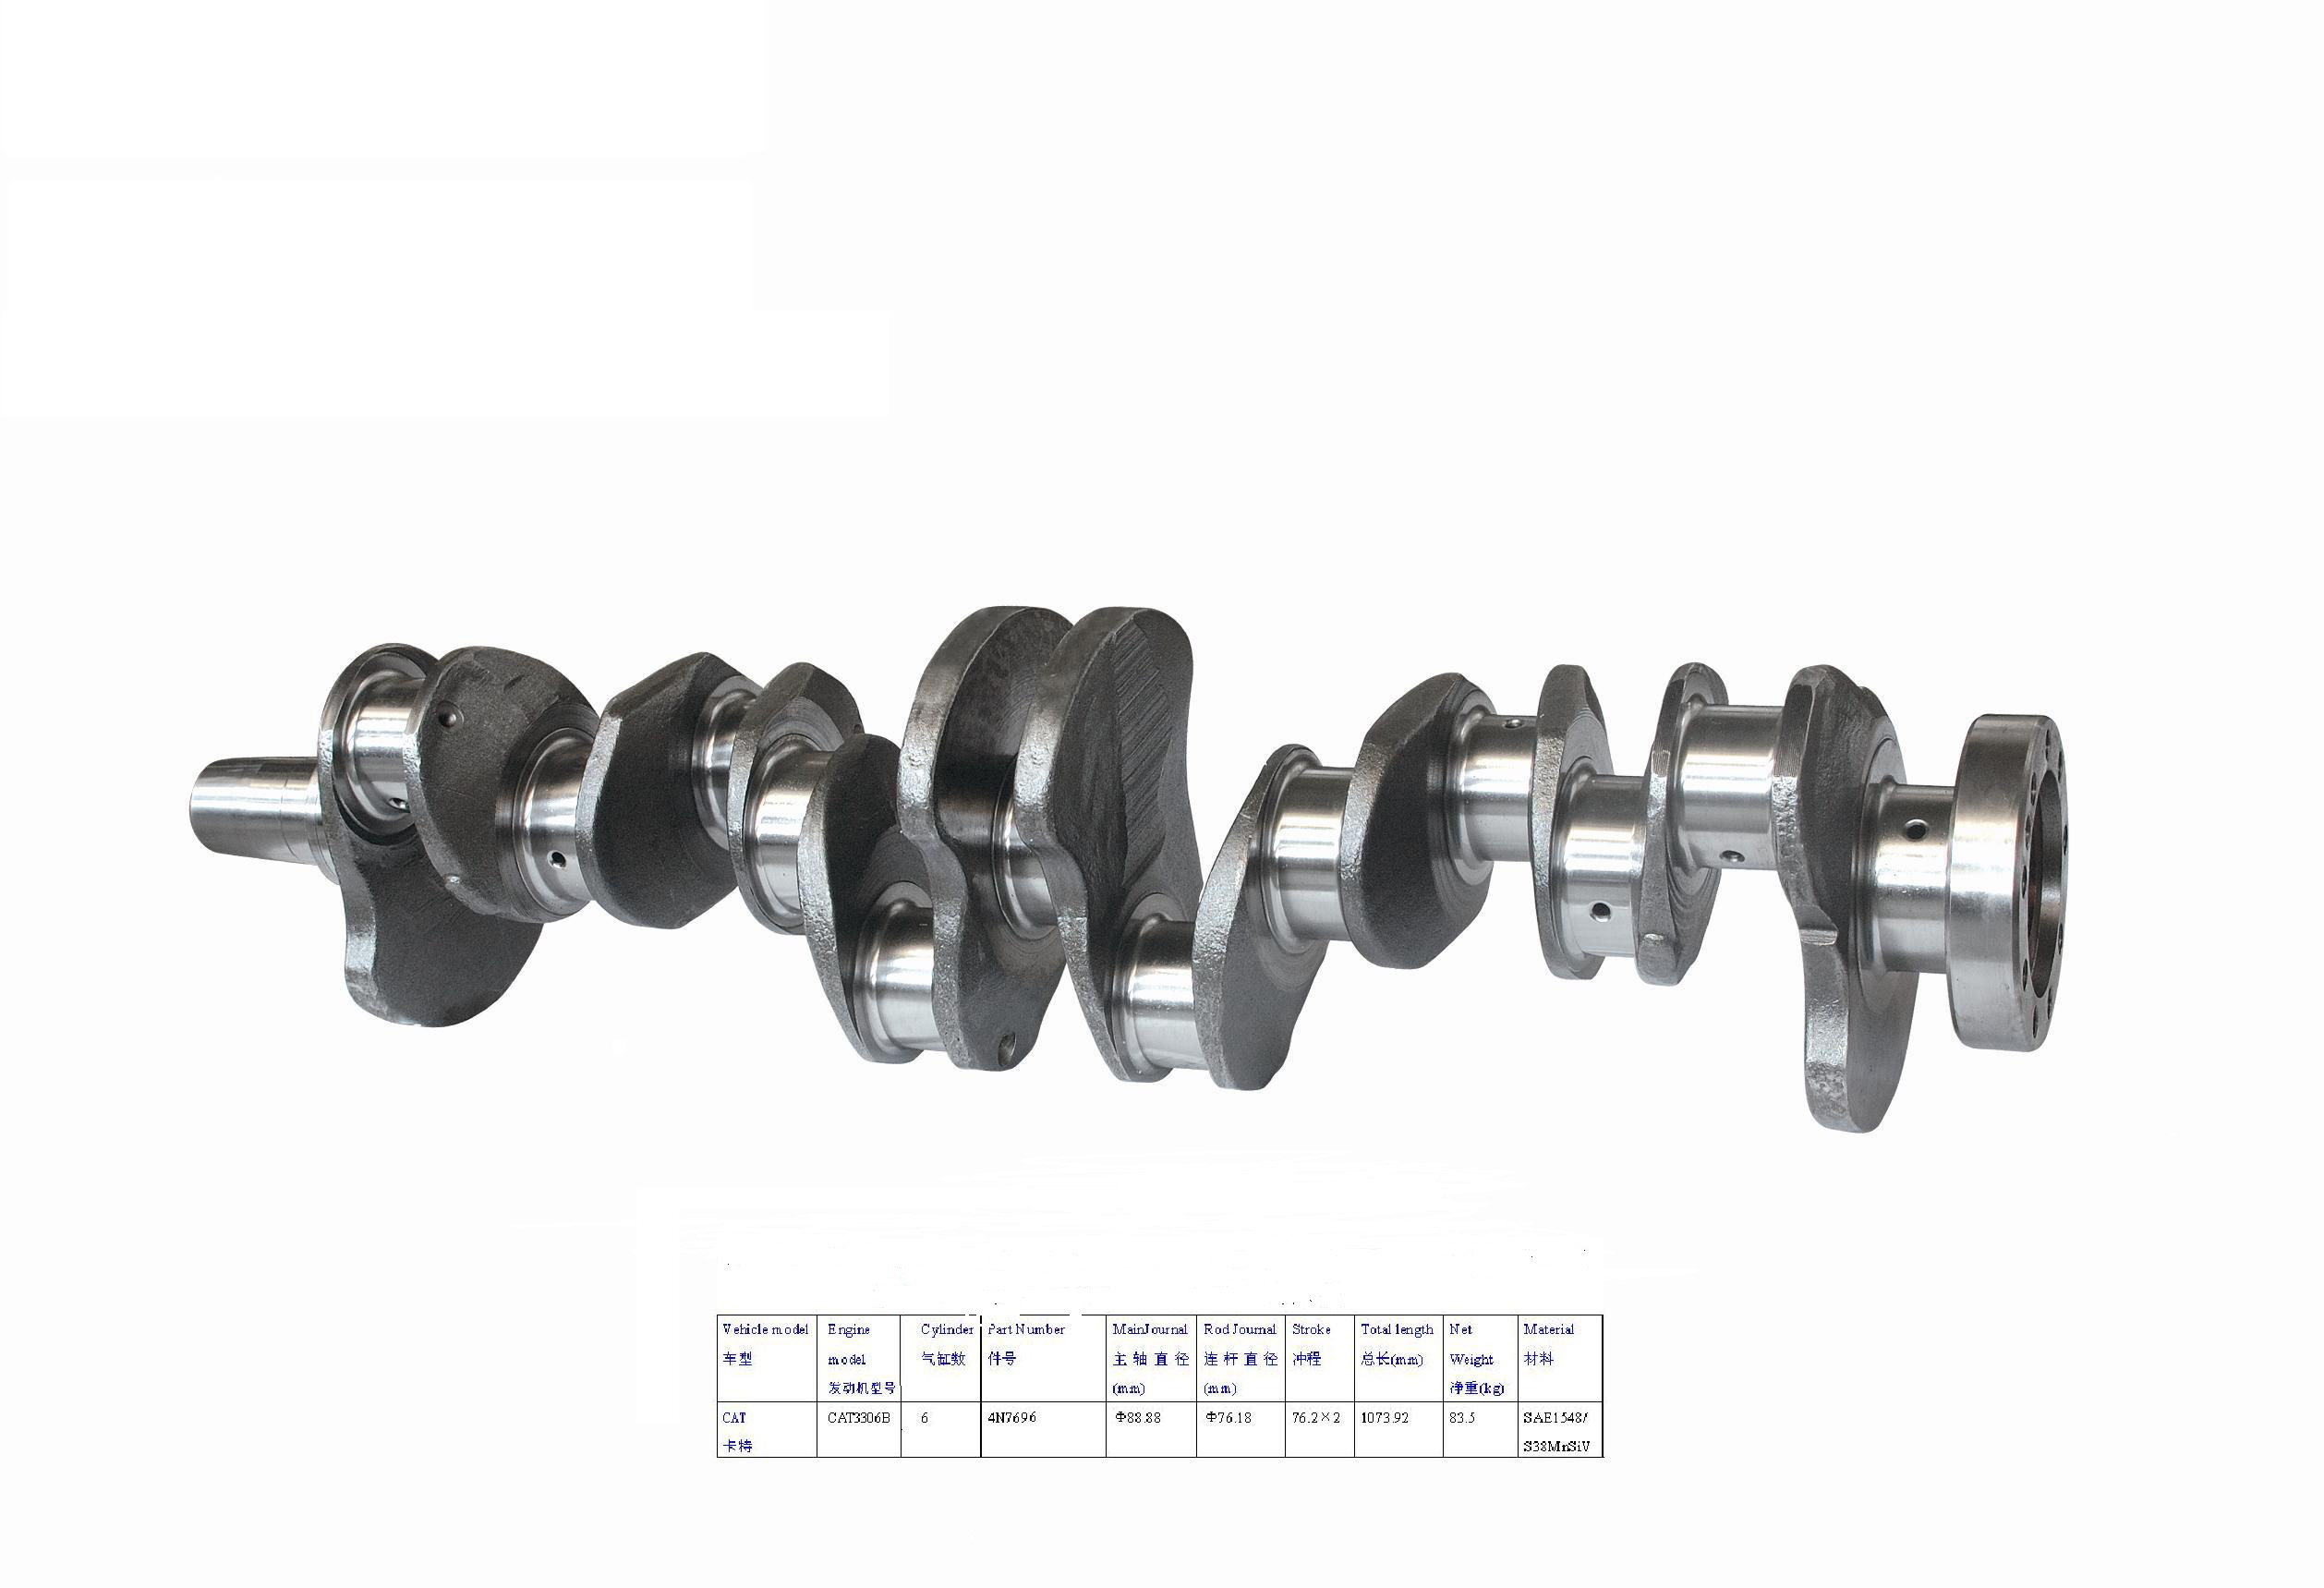 Vehicle model
车型
Engine
model
发动机型号
Cylinder
气缸数
Part Number
件号
MainJournal
主轴直径
(mm)
Rod Journal
连杆直径
(mm)
Stroke
冲程
Total length
总长(mm)
Net
Weight
净重(kg)
Material
材料
CAT
卡特
CAT3306B
6
4N7696
Φ88.88
Φ76.18
76.2×2
1073.92
83.5
SAE1548/
S38MnSiV